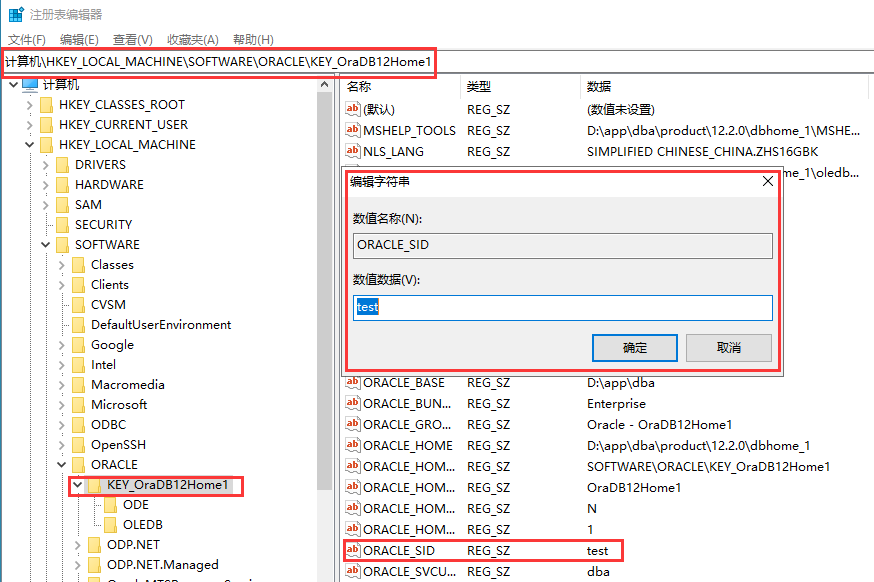 注册表编辑器
文件(F) 编辑(E) 查看(V) 收藏夹(A) 帮助(H)
计算机\HKEY_LOCAL_MACHINE\SOFTWARE\ORACLE\KEY_OraDB12Home1
计算机
HKEY_CLASSES_ROOT
HKEY_CURRENT_USER
HKEY_LOCAL_MACHINE
DRIVERS
HARDWARE
SAM
SECURITY
SOFTWARE
Classes
Clients
CVSM
DefaultUserEnvironment
Google
Intel
Macromedia
Microsoft
ODBC
OpenSSH
ORACLE
KEY_OraDB12Home1
ODE
OLEDB
ODP.NET
ODP.NET.Managed
名称 类型 数据
(默认) REG_SZ (数值未设置)
MSHELP_TOOLS REG_SZ D:\app\dba\product\12.2.0\dbhome_1\MSHE...
NLS_LANG REG_SZ SIMPLIFIED CHINESE_CHINA.ZHS16GBK
me_1\oledb...
编辑字符串
数值名称(N):
ORACLE_SID
数值数据(V):
test
确定 取消
ORACLE_BASE REG_SZ D:\app\dba
ORACLE_BUN... REG_SZ Enterprise
ORACLE_GRO... REG_SZ Oracle - OraDB12Home1
ORACLE_HOME REG_SZ D:\app\dba\product\12.2.0\dbhome_1
ORACLE_HOM... REG_SZ SOFTWARE\ORACLE\KEY_OraDB12Home1
ORACLE_HOM... REG_SZ OraDB12Home1
ORACLE_HOM... REG_SZ N
ORACLE_HOM... REG_SZ 1
ORACLE_SID REG_SZ test
ORACLE_SVCU... REG_SZ dba